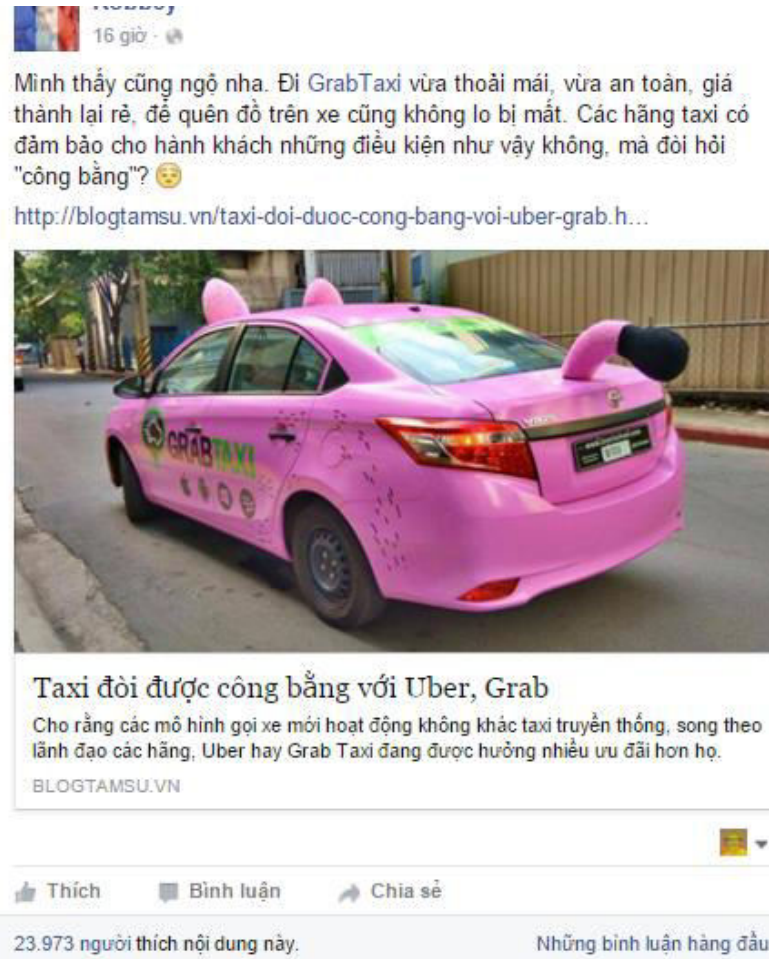 16 giờ ·
Mình thấy cũng ngộ nha. Đi GrabTaxi vừa thoải mái, vừa an toàn, giá
thành lại rẻ, để quên đồ trên xe cũng không lo bị mất. Các hãng taxi có
đảm bảo cho hành khách những điều kiện như vậy không, mà đòi hỏi
"công bằng"?
http://blogtamsu.vn/taxi-doi-duoc-cong-bang-voi-uber-grab.h...
GRABTAXI
Taxi đòi được công bằng với Uber, Grab
Cho rằng các mô hình gọi xe mới hoạt động không khác taxi truyền thống, song theo
lãnh đạo các hãng, Uber hay Grab Taxi đang được hưởng nhiều ưu đãi hơn họ.
BLOGTAMSU.VN
Thích Bình luận Chia sẻ
23.973 người thích nội dung này. Những bình luận hàng đầu